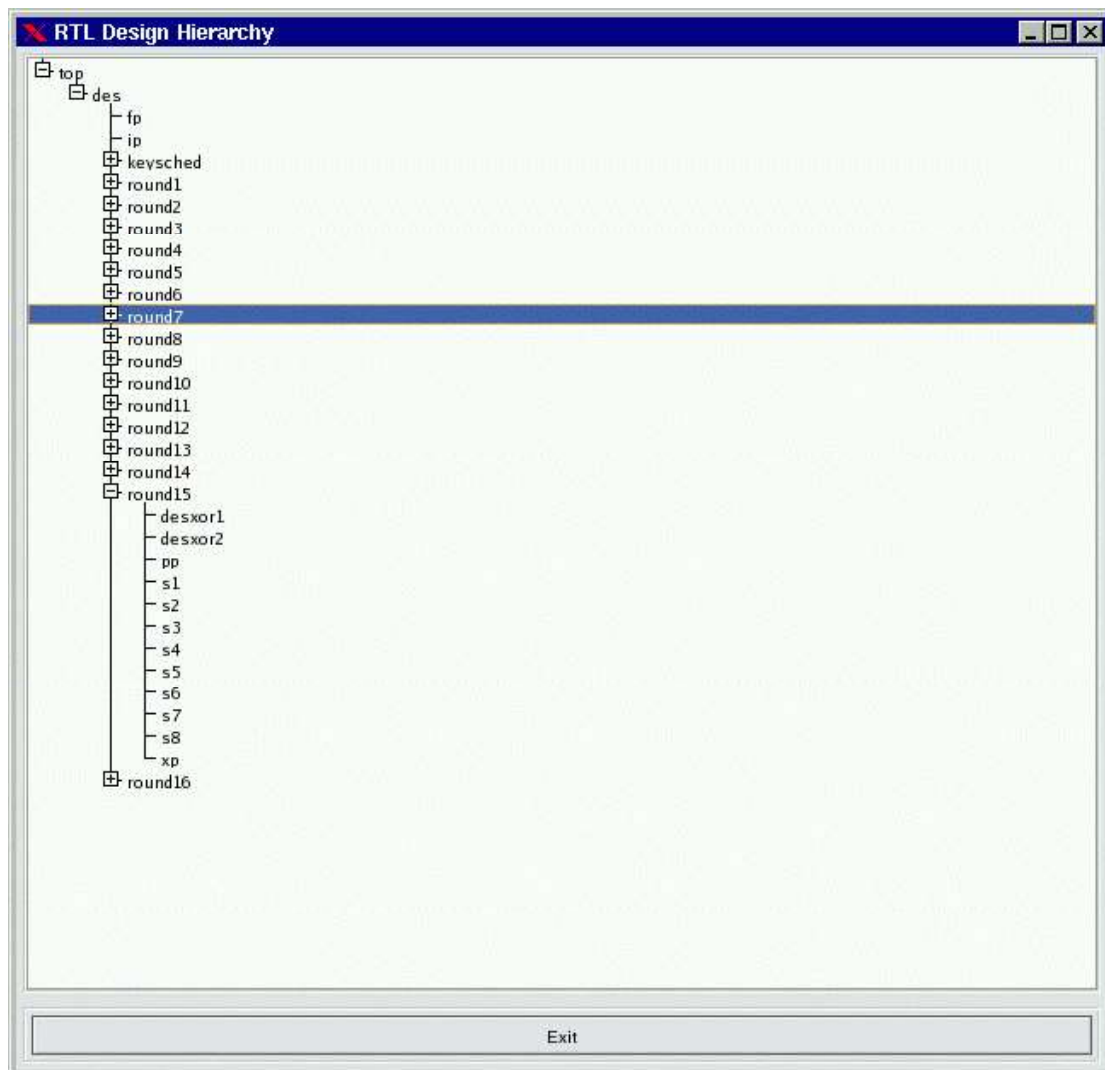 RTL Design Hierarchy
top
des
fp
ip
keysched
round1
round2
round3
round4
round5
round6
round7
round8
round9
round10
round11
round12
round13
round14
round15
desxor1
desxor2
pp
s1
s2
s3
s4
s5
s6
s7
s8
xp
round16
Exit